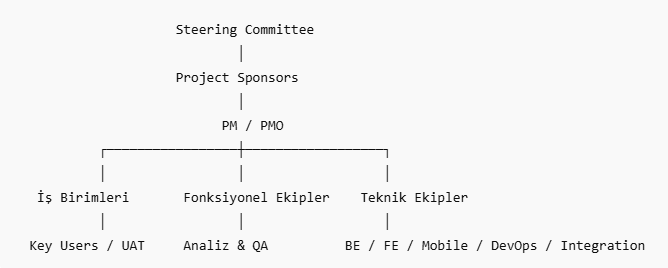 Steering Committee
Project Sponsors
PM / PMO
İş Birimleri Fonksiyonel Ekipler Teknik Ekipler
Key Users / UAT Analiz & QA BE / FE / Mobile / DevOps / Integration